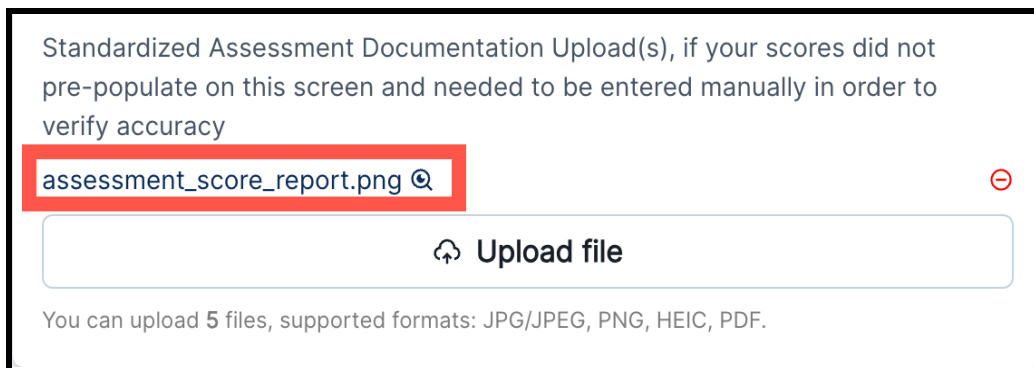 Standardized Assessment Documentation Upload(s), if your scores did not
pre-populate on this screen and needed to be entered manually in order to
verify accuracy
assessment_score_report.png
Upload file
You can upload 5 files, supported formats: JPG/JPEG, PNG, HEIC, PDF.